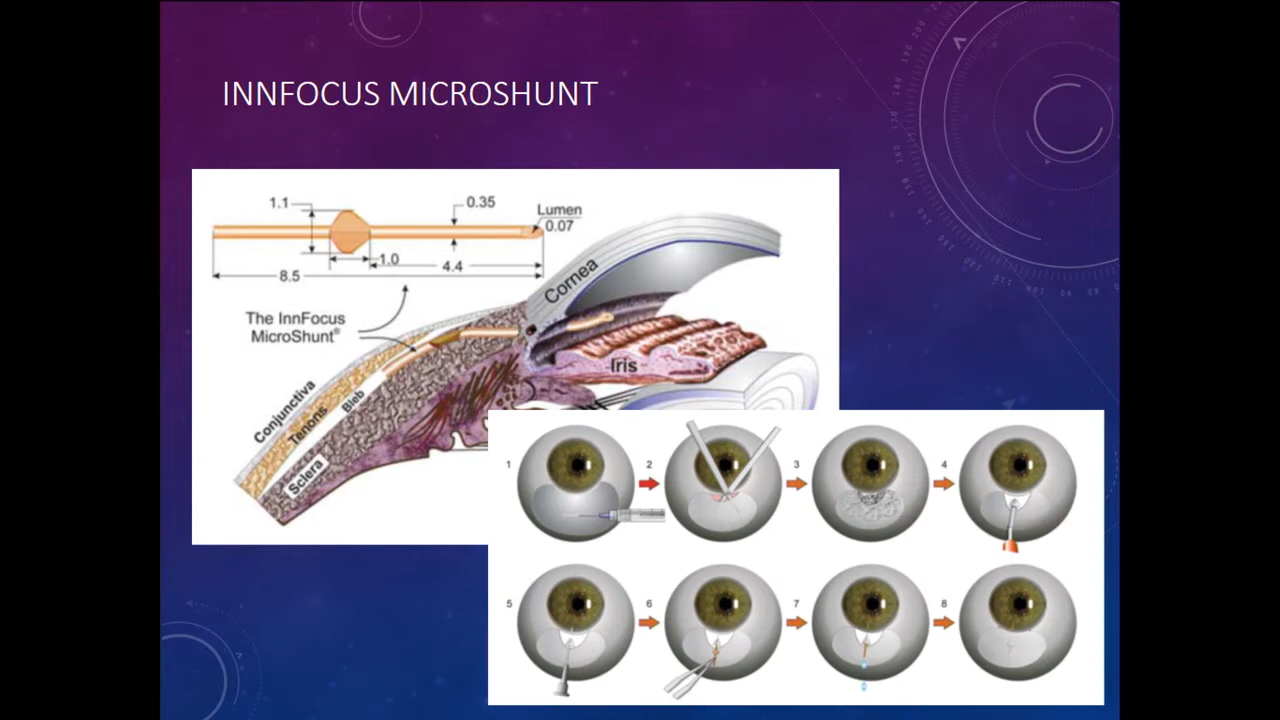 INNFOCUS MICROSHUNT
1.1
0.35
Lumen
0.07
1.0
4.4
8.5
The InnFocus
MicroShunt®
Cornea
Iris
Conjunctiva
Tenons
Bleb
Sclera
1
2
3
4
5
6
7
8